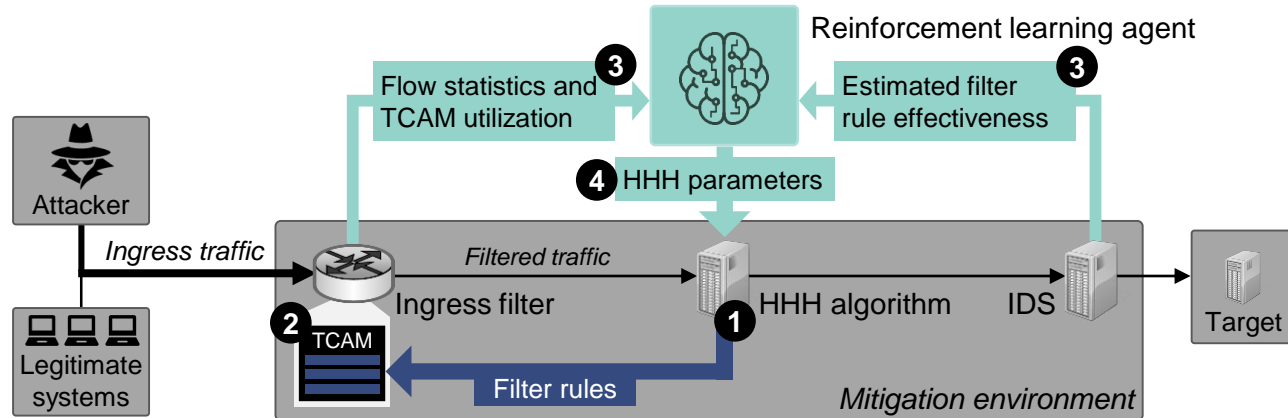 Reinforcement learning agent
3
Flow statistics and
TCAM utilization
3
Estimated filter
rule effectiveness
4
HHH parameters
Attacker
Ingress traffic
Filtered traffic
Ingress filter
HHH algorithm
IDS
Target
2
TCAM
1
Filter rules
Legitimate
systems
Mitigation environment